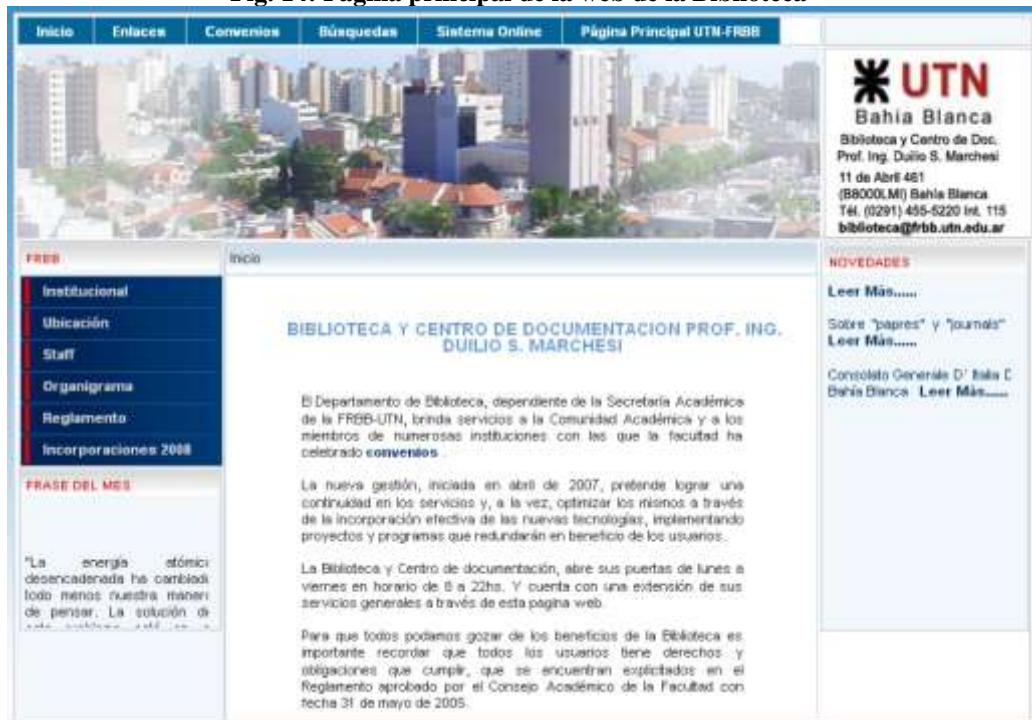 Fig. 14: Página principal de la web de la Biblioteca
Inicio Enlaces Convenios Búsquedas Sistema Online Página Principal UTN-FRBB
UTN
Bahía Blanca
Biblioteca y Centro de Doc.
Prof. Ing. Duilio S. Marchesi
11 de Abril 461
(B8000LMI) Bahía Blanca
Tél. (0291) 455-5220 Int. 115
biblioteca@frbb.utn.edu.ar
FRBB
Institucional
Ubicación
Staff
Organigrama
Reglamento
Incorporaciones 2008
FRASE DEL MES
"La energía atómic
desencadenada ha cambiad
todo menos nuestra maner
de pensar. La solución d
Inicio
BIBLIOTECA Y CENTRO DE DOCUMENTACION PROF. ING.
DUILIO S. MARCHESI
El Departamento de Biblioteca, dependiente de la Secretaría Académica
de la FRBB-UTN, brinda servicios a la Comunidad Académica y a los
miembros de numerosas instituciones con las que la facultad ha
celebrado convenios .
La nueva gestión, iniciada en abril de 2007, pretende lograr una
continuidad en los servicios y, a la vez, optimizar los mismos a través
de la incorporación efectiva de las nuevas tecnologías, implementando
proyectos y programas que redundarán en beneficio de los usuarios.
La Biblioteca y Centro de documentación, abre sus puertas de lunes a
viernes en horario de 8 a 22hs. Y cuenta con una extensión de sus
servicios generales a través de esta pagina web.
Para que todos podamos gozar de los beneficios de la Biblioteca es
importante recordar que todos los usuarios tiene derechos y
obligaciones que cumplir, que se encuentran explicitados en el
Reglamento aprobado por el Consejo Académico de la Facultad con
fecha 31 de mayo de 2005.
NOVEDADES
Leer Más......
Sobre "papres" y "journals"
Leer Más......
Consolato Generale D' Italia
Bahía Blanca Leer Más......